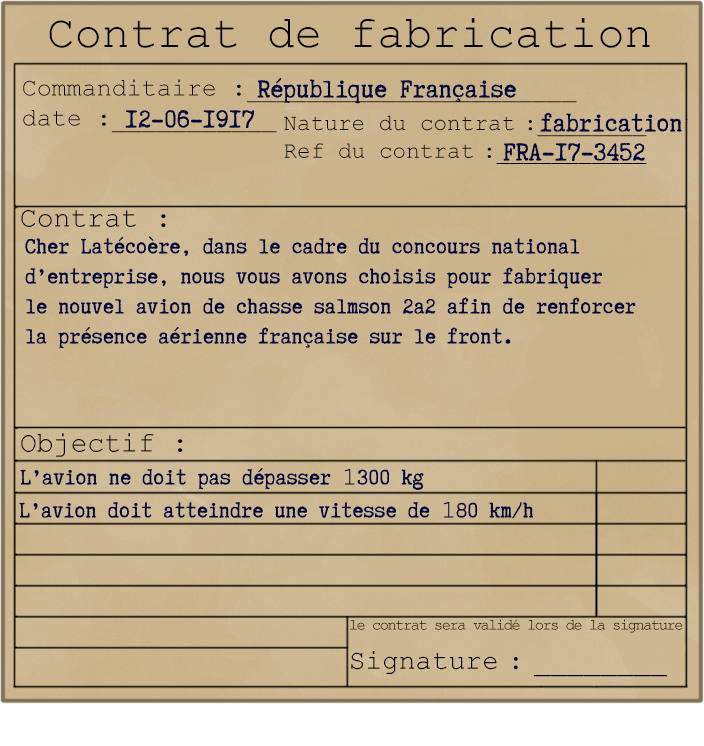 Contrat de fabrication
Commanditaire : République Française
date : I2-06-I9I7
Nature du contrat : fabrication
Ref du contrat : FRA-I7-3452
Contrat :
Cher Latécoère, dans le cadre du concours national
d'entreprise, nous vous avons choisis pour fabriquer
le nouvel avion de chasse salmson 2a2 afin de renforcer
la présence aérienne française sur le front.
Objectif :
L'avion ne doit pas dépasser 1300 kg
L'avion doit atteindre une vitesse de 180 km/h
le contrat sera validé lors de la signature
Signature : ________